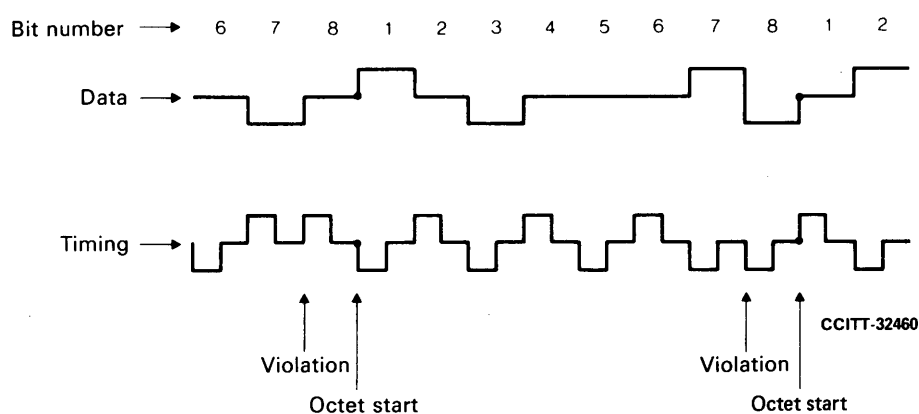 Bit number 6 7 8 1 2 3 4 5 6 7 8 1 2
Data
Timing
CCITT-32460
Violation Violation
Octet start Octet start